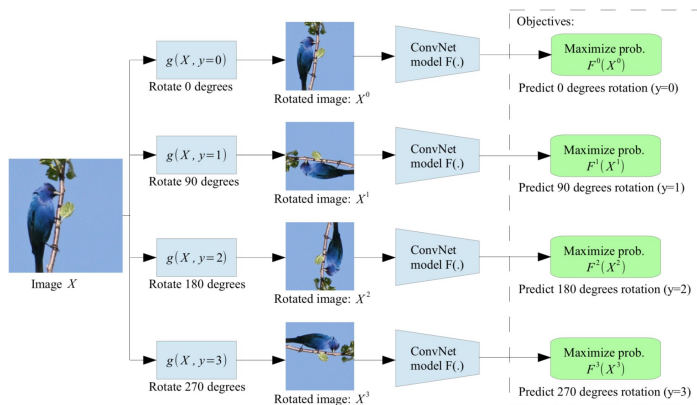 Objectives:
g(X, y=0)
Rotate 0 degrees
Rotated image: X⁰
ConvNet
model F(.)
Maximize prob.
F⁰(X⁰)
Predict 0 degrees rotation (y=0)
g(X, y=1)
Rotate 90 degrees
Rotated image: X¹
ConvNet
model F(.)
Maximize prob.
F¹(X¹)
Predict 90 degrees rotation (y=1)
Image X
g(X, y=2)
Rotate 180 degrees
Rotated image: X²
ConvNet
model F(.)
Maximize prob.
F²(X²)
Predict 180 degrees rotation (y=2)
g(X, y=3)
Rotate 270 degrees
Rotated image: X³
ConvNet
model F(.)
Maximize prob.
F³(X³)
Predict 270 degrees rotation (y=3)